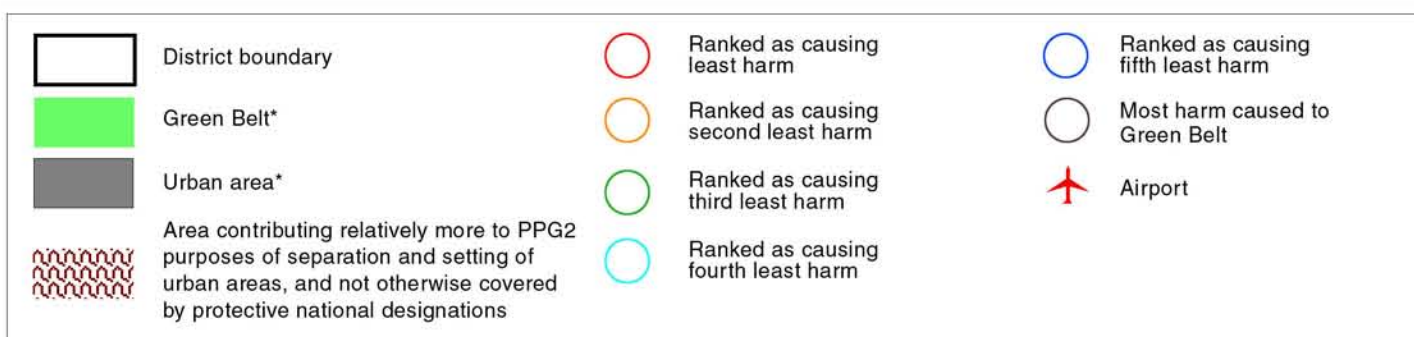 District boundary
Green Belt*
Urban area*
Area contributing relatively more to PPG2
purposes of separation and setting of
urban areas, and not otherwise covered
by protective national designations
Ranked as causing
least harm
Ranked as causing
second least harm
Ranked as causing
third least harm
Ranked as causing
fourth least harm
Ranked as causing
fifth least harm
Most harm caused to
Green Belt
Airport